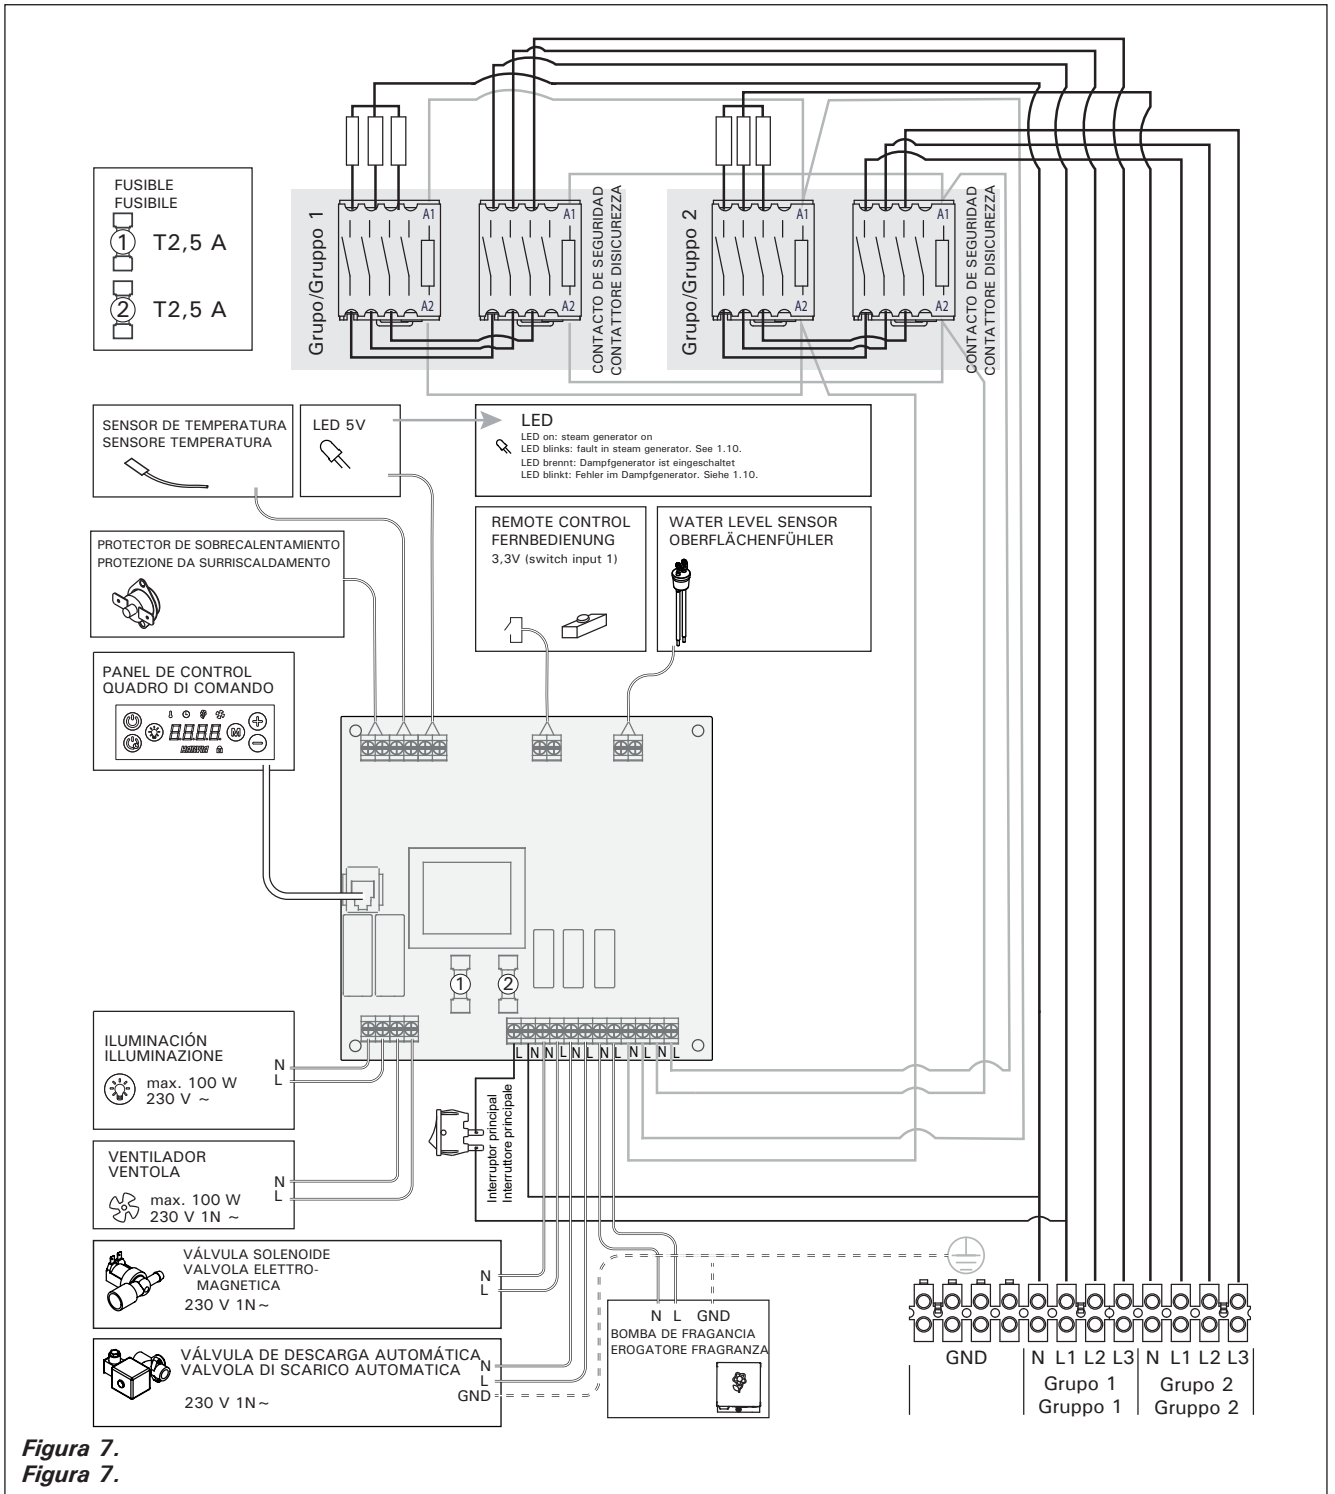 FUSIBLE
FUSIBILE
1 T2,5 A
2 T2,5 A
Grupo/Gruppo 1
A1
A2
A1
A2
CONTACTO DE SEGURIDAD
CONTATTORE DISICUREZZA
Grupo/Gruppo 2
A1
A2
A1
A2
CONTACTO DE SEGURIDAD
CONTATTORE DISICUREZZA
SENSOR DE TEMPERATURA
SENSORE TEMPERATURA
LED 5V
LED
LED on: steam generator on
LED blinks: fault in steam generator. See 1.10.
LED brennt: Dampfgenerator ist eingeschaltet
LED blinkt: Fehler im Dampfgenerator. Siehe 1.10.
PROTECTOR DE SOBRECALENTAMIENTO
PROTEZIONE DA SURRISCALDAMENTO
REMOTE CONTROL
FERNBEDIENUNG
3,3V (switch input 1)
WATER LEVEL SENSOR
OBERFLÄCHENFÜHLER
PANEL DE CONTROL
QUADRO DI COMANDO
8888
M
HARVIA
1
2
L N N L N L N L N L N L
ILUMINACIÓN
ILLUMINAZIONE
max. 100 W
230 V ~
N
L
Interruptor principal
Interruttore principale
VENTILADOR
VENTOLA
max. 100 W
230 V 1N ~
N
L
VÁLVULA SOLENOIDE
VALVOLA ELETTRO-
MAGNETICA
230 V 1N~
N
L
VÁLVULA DE DESCARGA AUTOMÁTICA
VALVOLA DI SCARICO AUTOMATICA
230 V 1N~
N
L
GND
N L GND
BOMBA DE FRAGANCIA
EROGATORE FRAGRANZA
GND
N L1 L2 L3
N L1 L2 L3
Grupo 1
Gruppo 1
Grupo 2
Gruppo 2
Figura 7.
Figura 7.